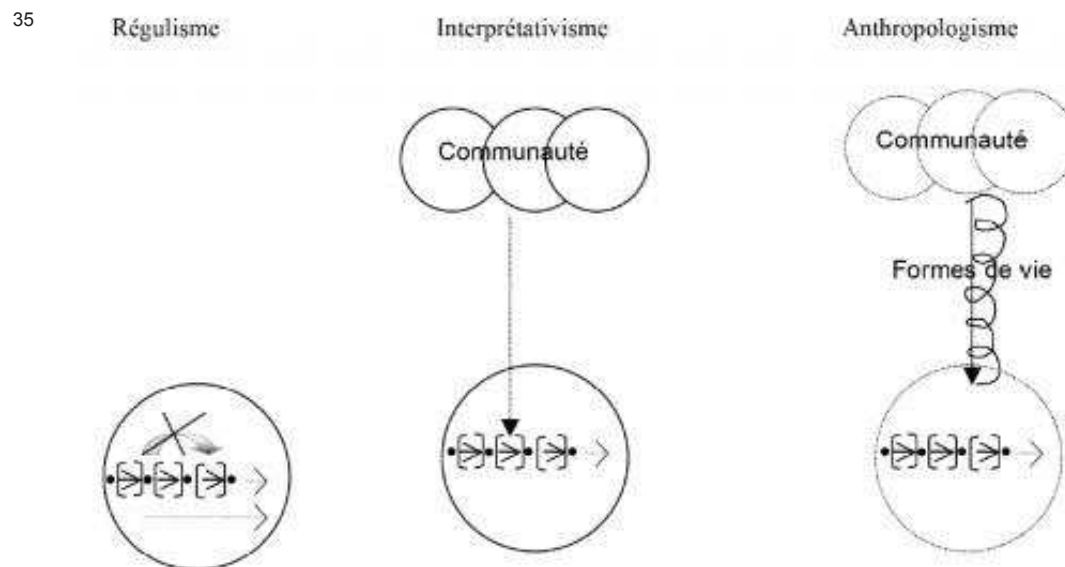 35
Régulisme Interprétativisme Anthropologisme
Communauté Communauté
Formes de vie